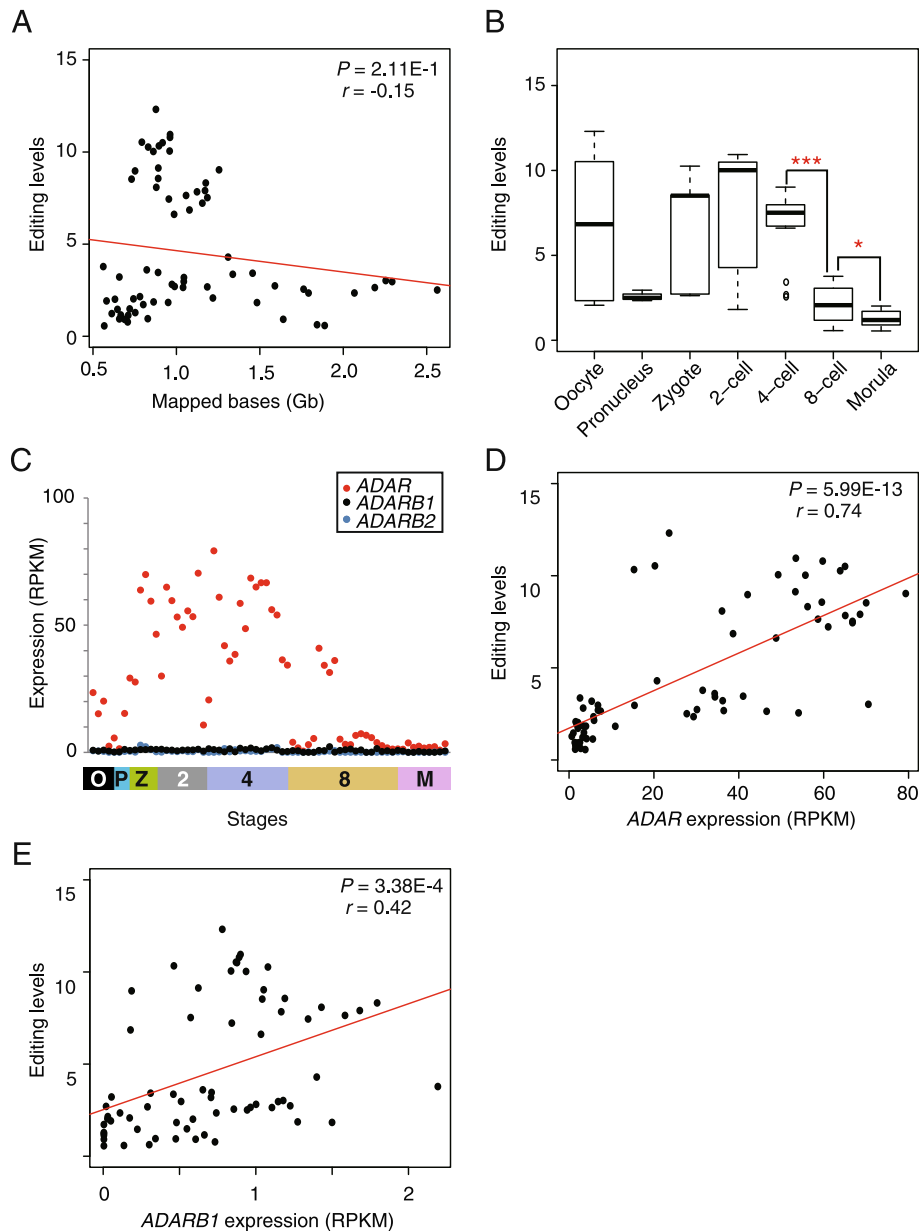 A
P = 2.11E-1
r = -0.15
15
10
5
0
Editing levels
0.5 1.0 1.5 2.0 2.5
Mapped bases (Gb)
B
***
*
15
10
5
0
Editing levels
Oocyte Pronucleus Zygote 2-cell 4-cell 8-cell Morula
C
ADAR
ADARB1
ADARB2
100
50
0
Expression (RPKM)
O P Z 2 4 8 M
Stages
D
P = 5.99E-13
r = 0.74
15
10
5
Editing levels
0 20 40 60 80
ADAR expression (RPKM)
E
P = 3.38E-4
r = 0.42
15
10
5
Editing levels
0 1 2
ADARB1 expression (RPKM)